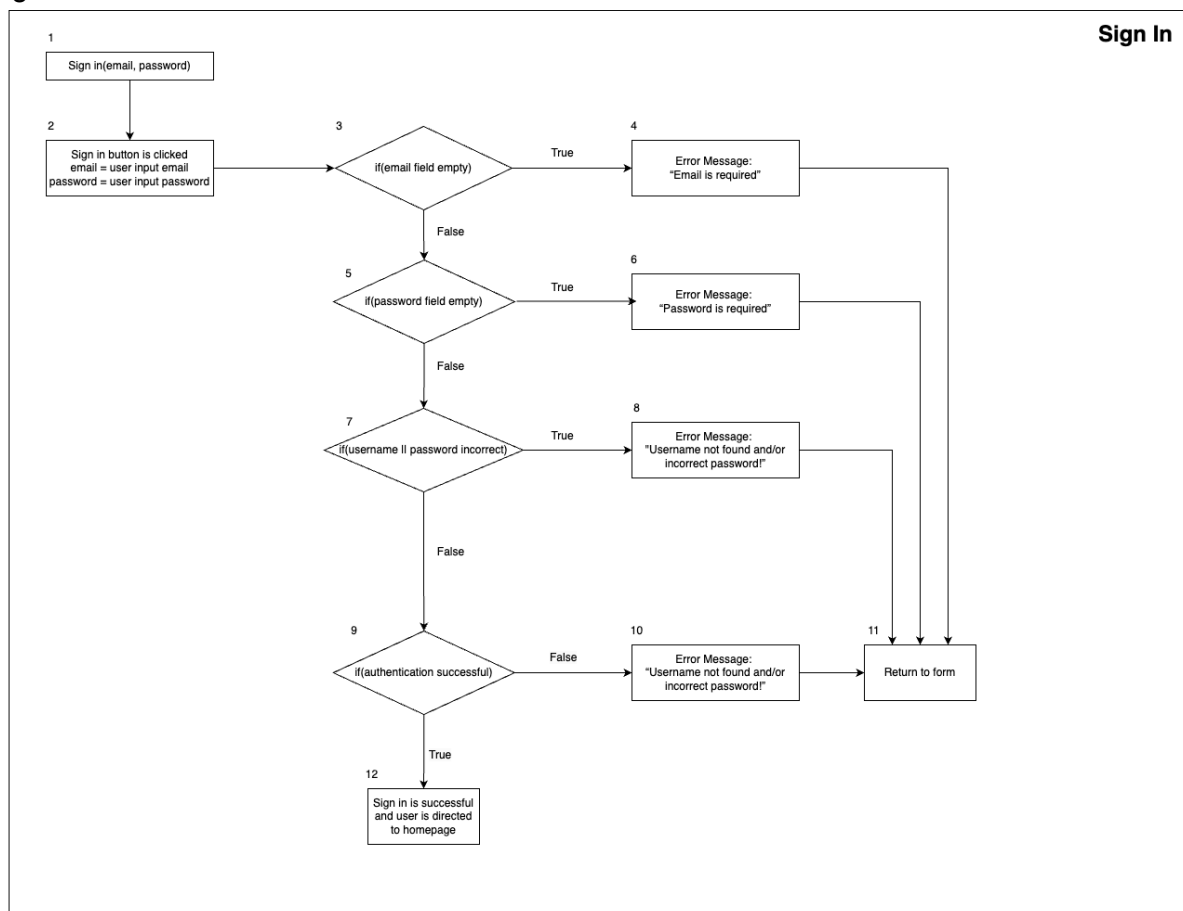 Sign In
1
Sign in(email, password)
2
Sign in button is clicked
email = user input email
password = user input password
3
if(email field empty)
True
4
Error Message:
“Email is required”
False
5
if(password field empty)
True
6
Error Message:
“Password is required”
False
7
if(username II password incorrect)
True
8
Error Message:
"Username not found and/or
incorrect password!"
False
9
if(authentication successful)
False
10
Error Message:
"Username not found and/or
incorrect password!"
11
Return to form
True
12
Sign in is successful
and user is directed
to homepage